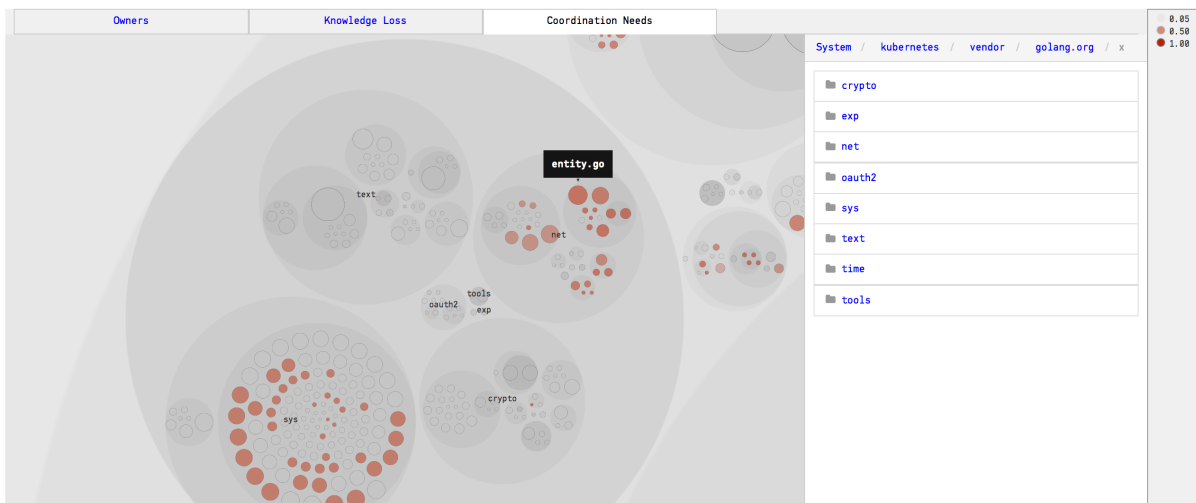 Owners
Knowledge Loss
Coordination Needs
System / kubernetes / vendor / golang.org / x
0.05
0.50
1.00
crypto
exp
net
oauth2
sys
text
time
tools
entity.go
text
net
tools
oauth2
exp
crypto
sys